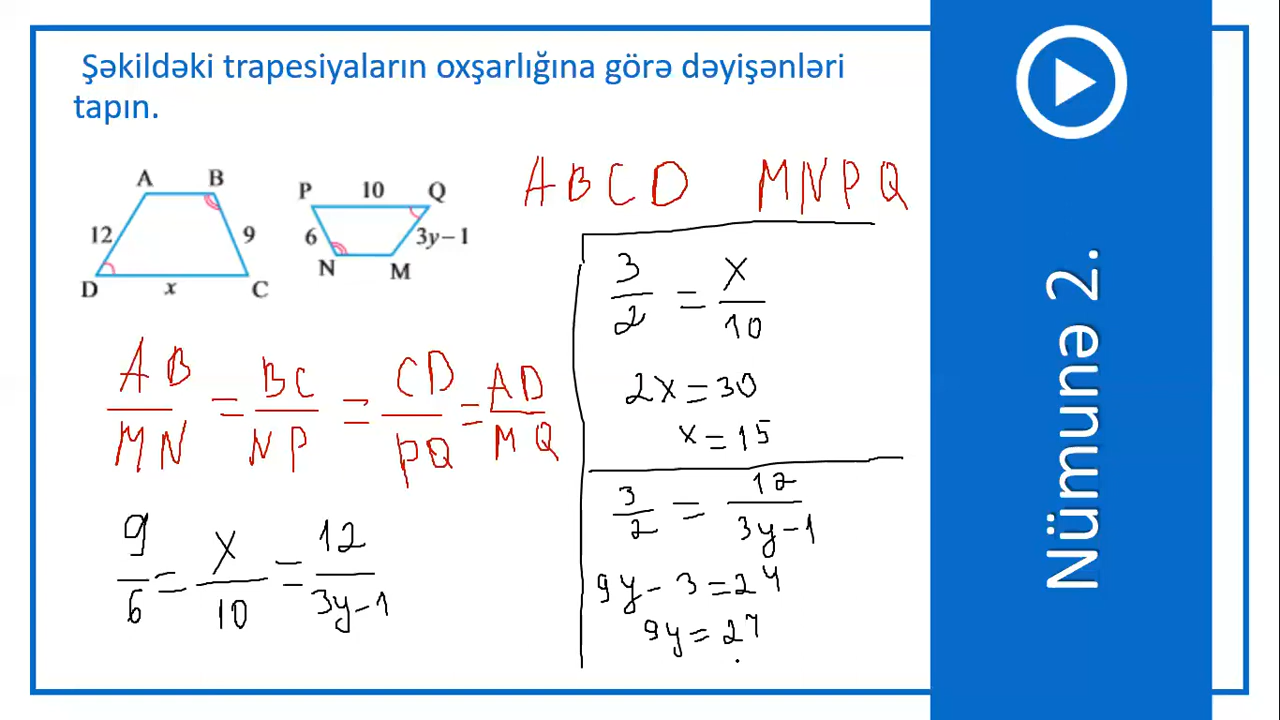 Şəkildəki trapesiyaların oxşarlığına görə dəyişənləri
tapın.
A B
12 9
D x C
P 10 Q
6 3y−1
N M
ABCD MNPQ
AB/MN = BC/NP = CD/PQ = AD/MQ
9/6 = x/10 = 12/3y−1
3/2 = x/10
2x=30
x=15
3/2 = 12/3y−1
9y−3=24
9y=27
Nümunə 2.